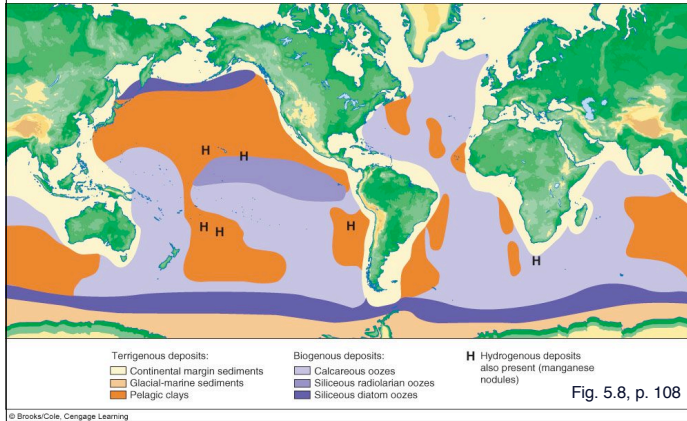 H
H
H
H
H
H
Terrigenous deposits:
Continental margin sediments
Glacial-marine sediments
Pelagic clays
Biogenous deposits:
Calcareous oozes
Siliceous radiolarian oozes
Siliceous diatom oozes
H Hydrogenous deposits
also present (manganese
nodules)
Fig. 5.8, p. 108
© Brooks/Cole, Cengage Learning